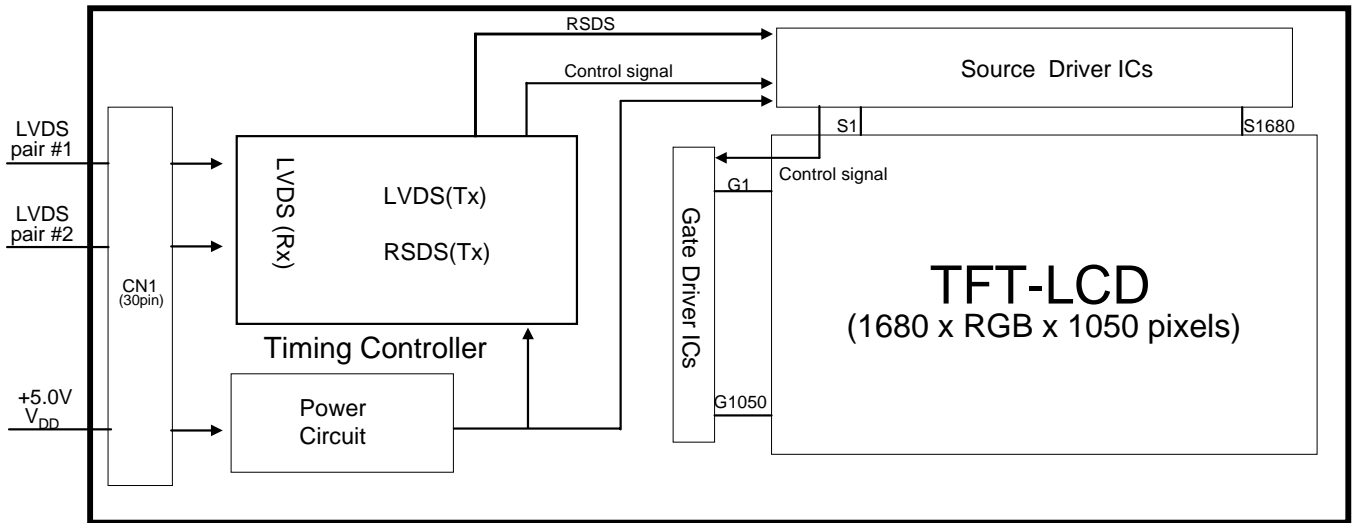 RSDS
Control signal
Source Driver ICs
LVDS
pair #1
S1
S1680
LVDS (Rx)
LVDS(Tx)
RSDS(Tx)
Control signal
G1
LVDS
pair #2
CN1
(30pin)
Gate Driver ICs
TFT-LCD
(1680 x RGB x 1050 pixels)
Timing Controller
+5.0V
VDD
Power
Circuit
G1050